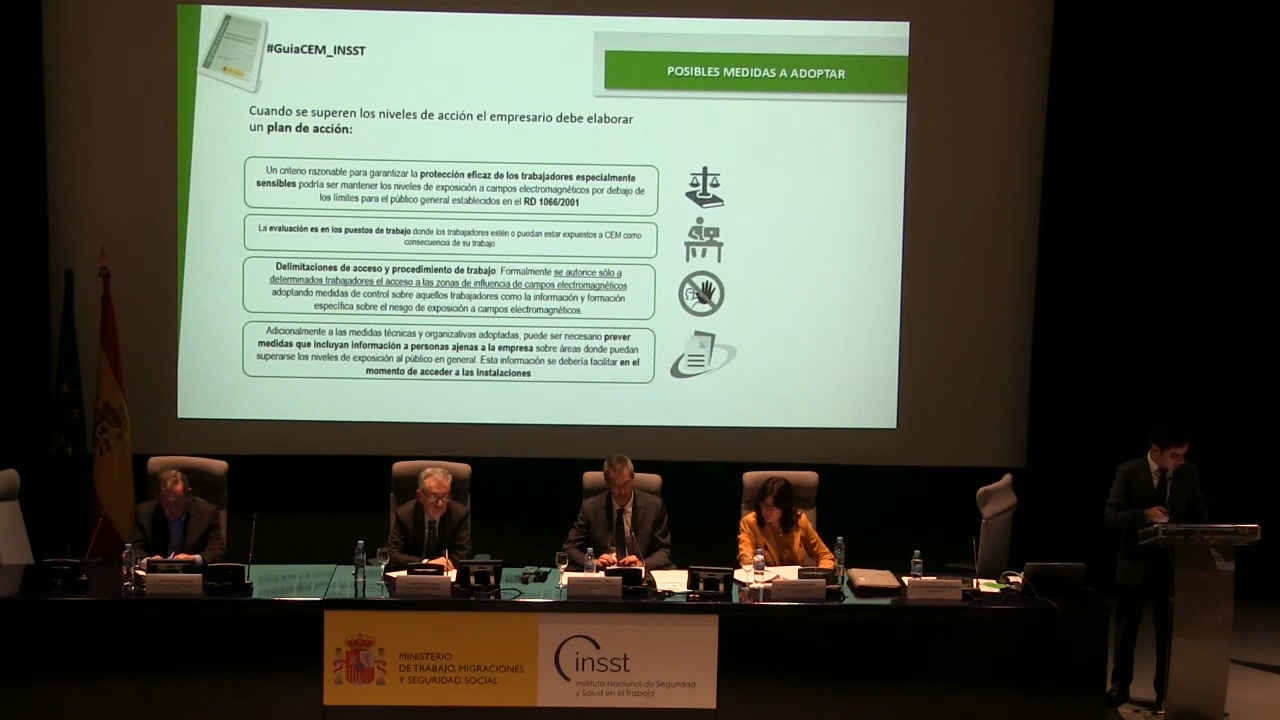 #GuiaCEM_INSST
POSIBLES MEDIDAS A ADOPTAR
Cuando se superen los niveles de acción el empresario debe elaborar
un plan de acción:
Un criterio razonable para garantizar la protección eficaz de los trabajadores especialmente
sensibles podría ser mantener los niveles de exposición a campos electromagnéticos por debajo de
los límites para el público general establecidos en el RD 1066/2001.
La evaluación es en los puestos de trabajo donde los trabajadores estén o puedan estar expuestos a CEM como
consecuencia de su trabajo.
Delimitaciones de acceso y procedimiento de trabajo: Formalmente se autorice sólo a
determinados trabajadores el acceso a las zonas de influencia de campos electromagnéticos
adoptando medidas de control sobre aquellos trabajadores como la información y formación
específica sobre el riesgo de exposición a campos electromagnéticos.
Adicionalmente a las medidas técnicas y organizativas adoptadas, puede ser necesario prever
medidas que incluyan información a personas ajenas a la empresa sobre áreas donde puedan
superarse los niveles de exposición al público en general. Esta información se debería facilitar en el
momento de acceder a las instalaciones
MINISTERIO
DE TRABAJO, MIGRACIONES
Y SEGURIDAD SOCIAL
insst
Instituto Nacional de Seguridad
y Salud en el Trabajo